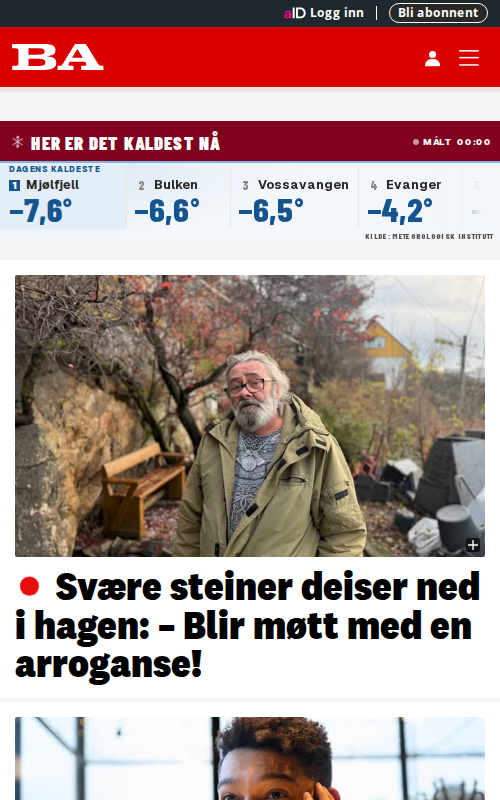 aID Logg inn
Bli abonnent
BA
HER ER DET KALDEST NÅ
MÅLT 00:00
DAGENS KALDESTE
1 Mjølfjell
−7,6°
2 Bulken
−6,6°
3 Vossavangen
−6,5°
4 Evanger
−4,2°
5
KILDE: METEOROLOGISK INSTITUTT
Svære steiner deiser ned
i hagen: – Blir møtt med en
arroganse!